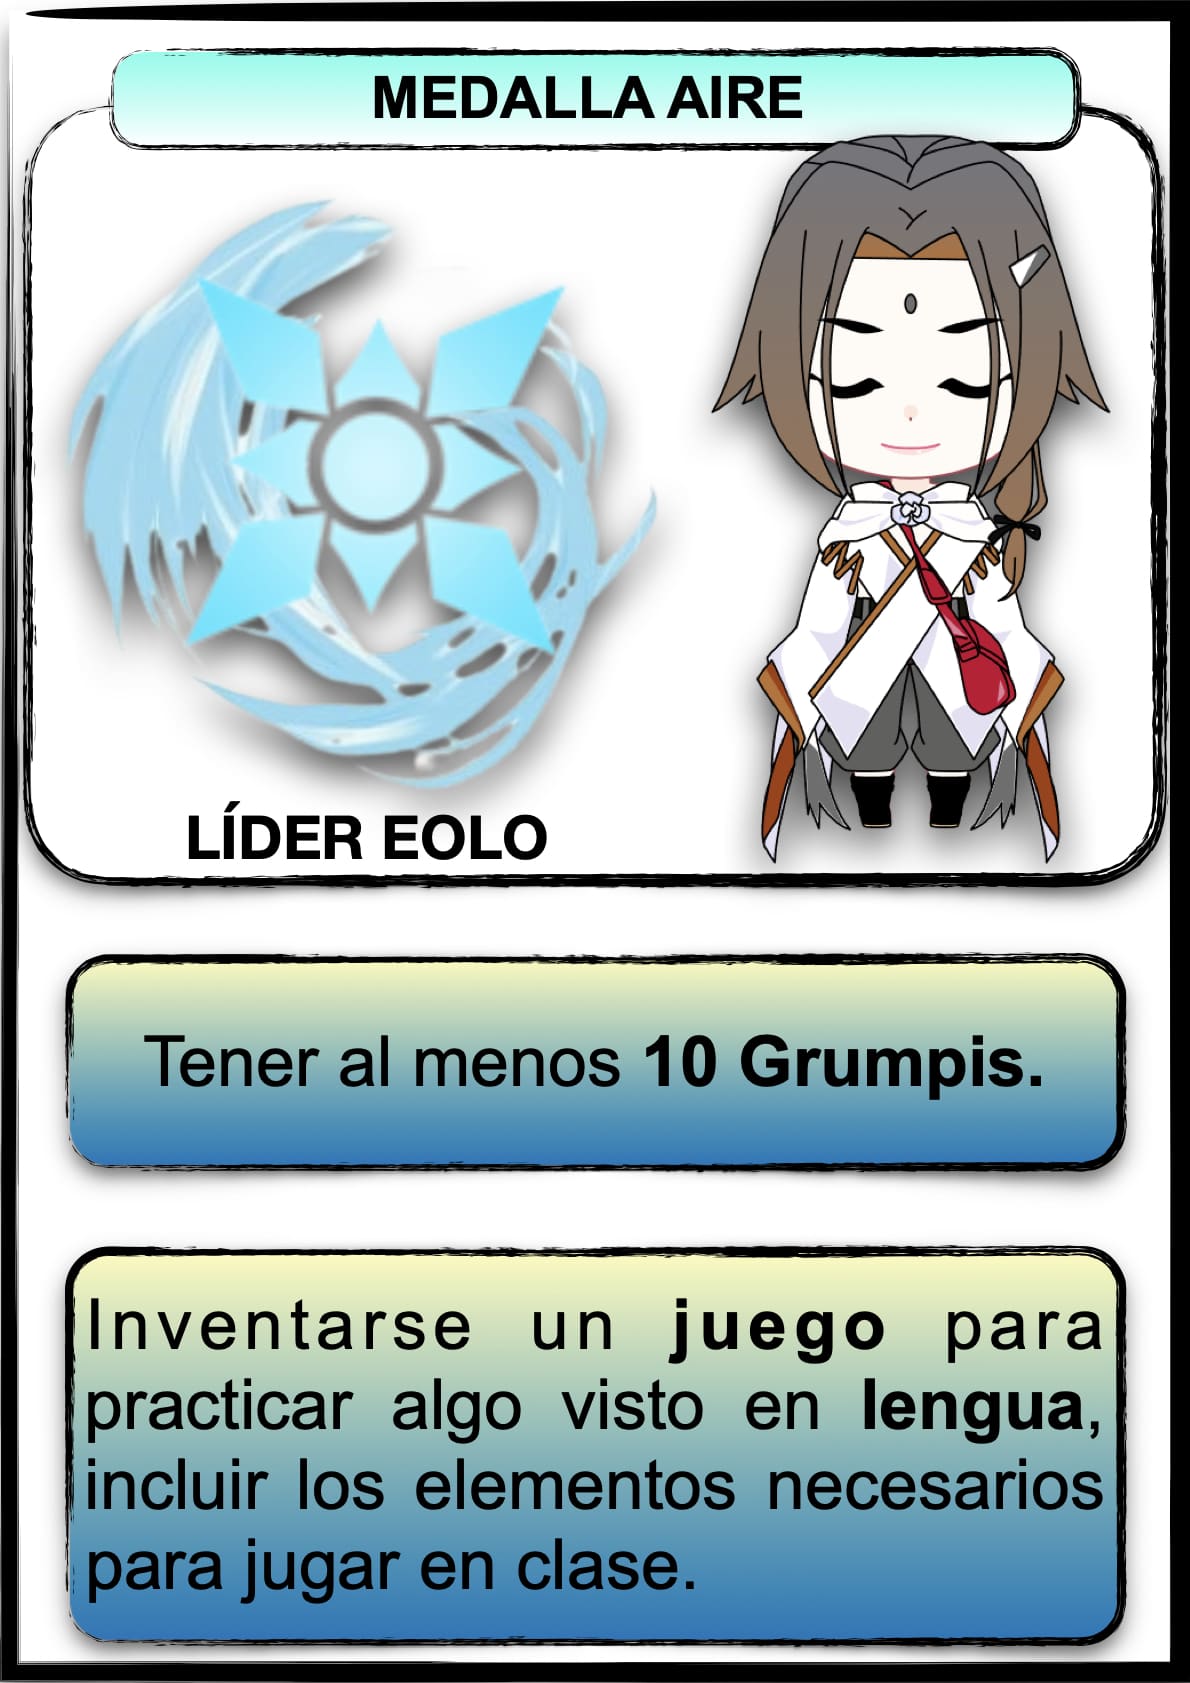 MEDALLA AIRE
LÍDER EOLO
Tener al menos 10 Grumpis.
Inventarse un juego para
practicar algo visto en lengua,
incluir los elementos necesarios
para jugar en clase.